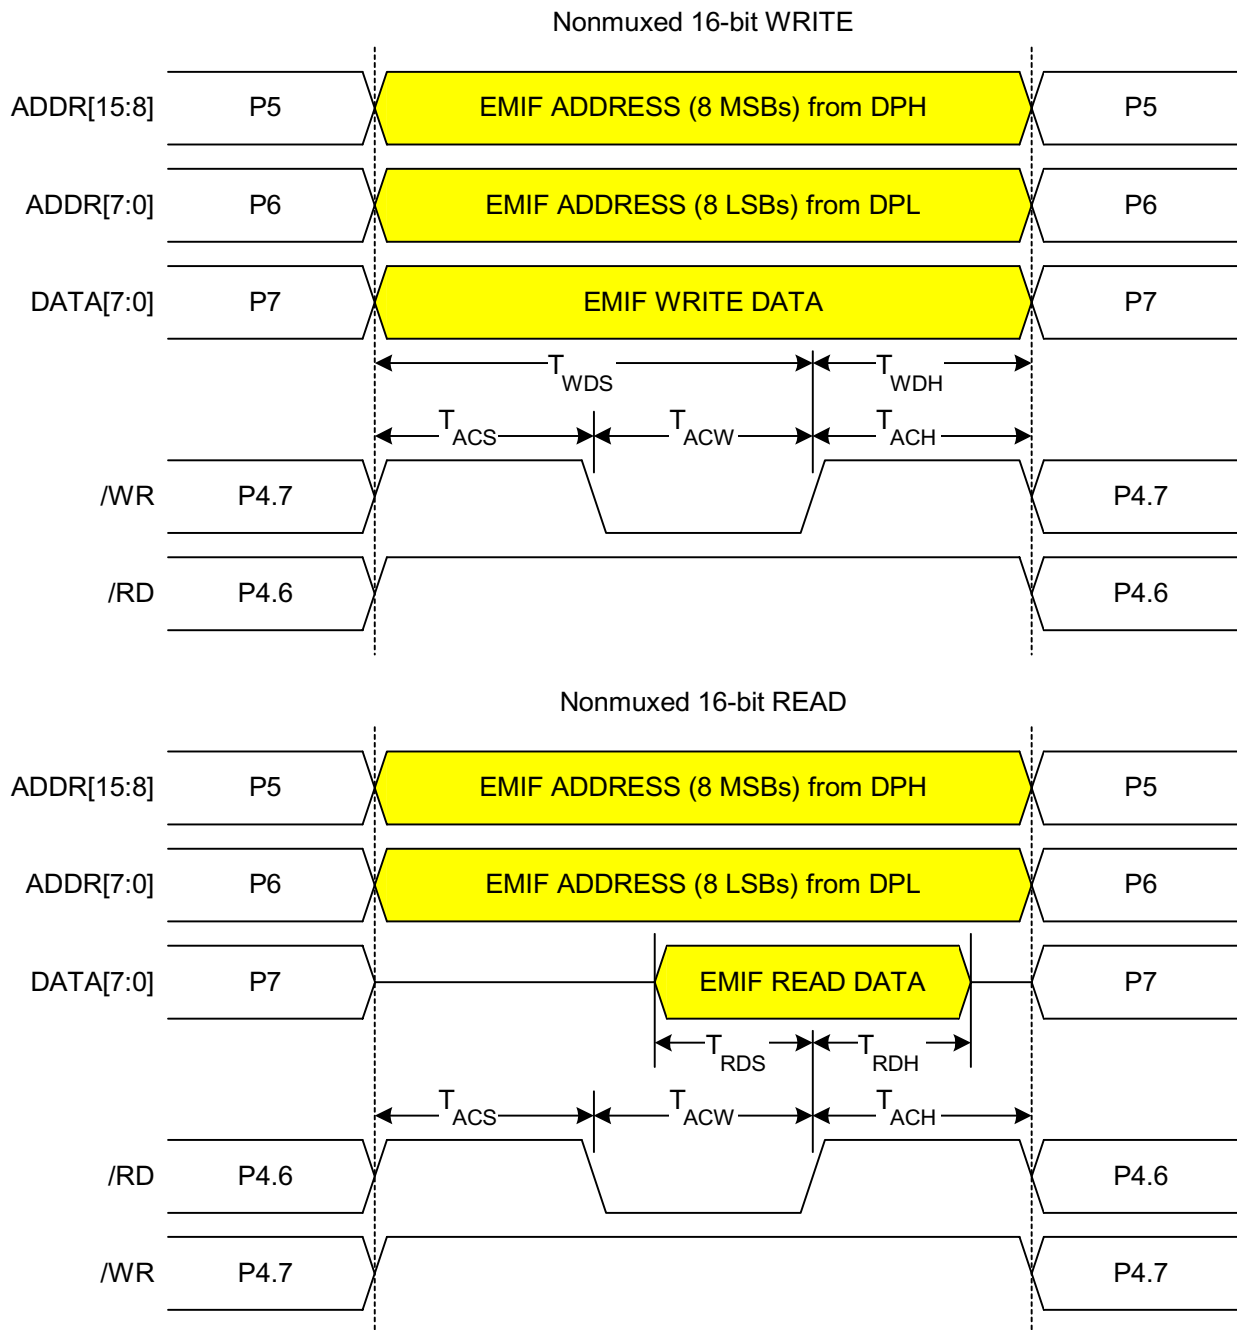 Nonmuxed 16-bit WRITE
ADDR[15:8] P5 EMIF ADDRESS (8 MSBs) from DPH P5
ADDR[7:0] P6 EMIF ADDRESS (8 LSBs) from DPL P6
DATA[7:0] P7 EMIF WRITE DATA P7
TWDS TWDH
TACS TACW TACH
/WR P4.7 P4.7
/RD P4.6 P4.6
Nonmuxed 16-bit READ
ADDR[15:8] P5 EMIF ADDRESS (8 MSBs) from DPH P5
ADDR[7:0] P6 EMIF ADDRESS (8 LSBs) from DPL P6
DATA[7:0] P7 EMIF READ DATA P7
TRDS TRDH
TACS TACW TACH
/RD P4.6 P4.6
/WR P4.7 P4.7